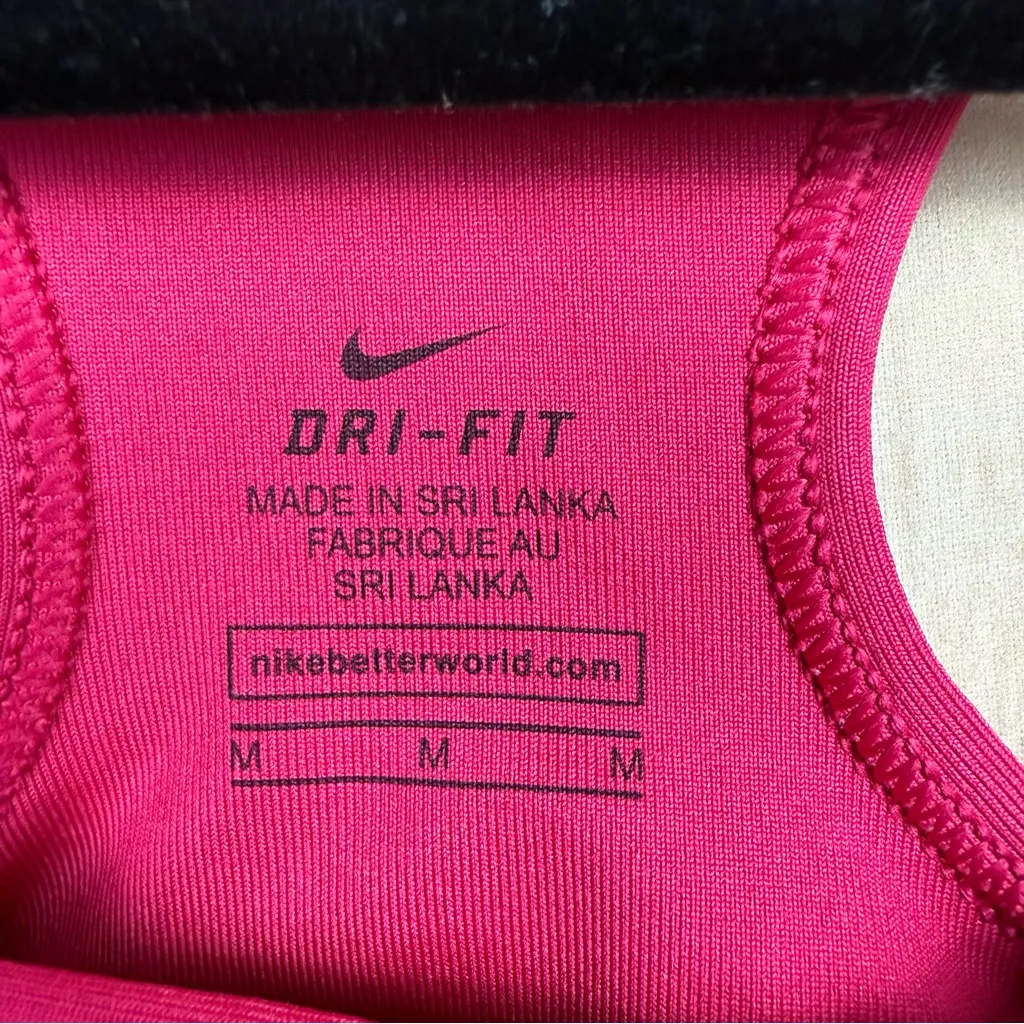 DRI-FIT
MADE IN SRI LANKA
FABRIQUE AU
SRI LANKA
nikebetterworld.com
M M M